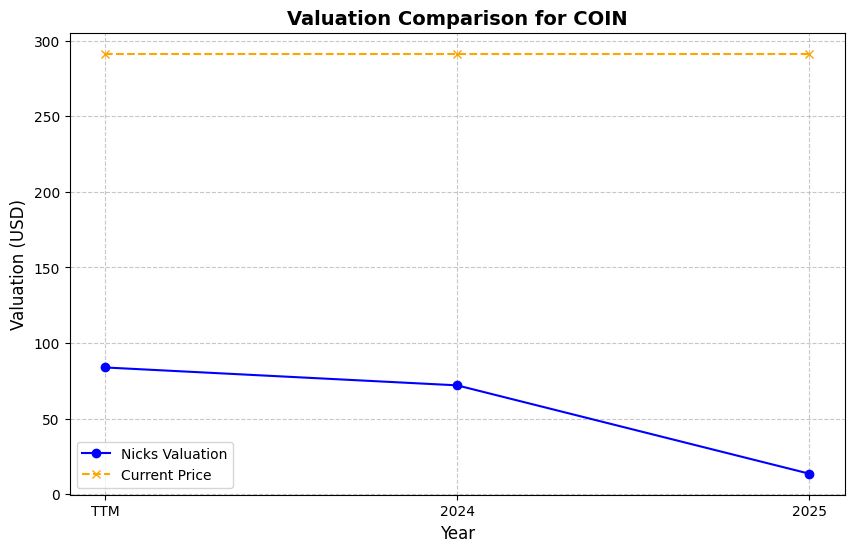 Valuation Comparison for COIN
300
250
200
150
100
50
0
Valuation (USD)
Nicks Valuation
Current Price
TTM
2024
2025
Year